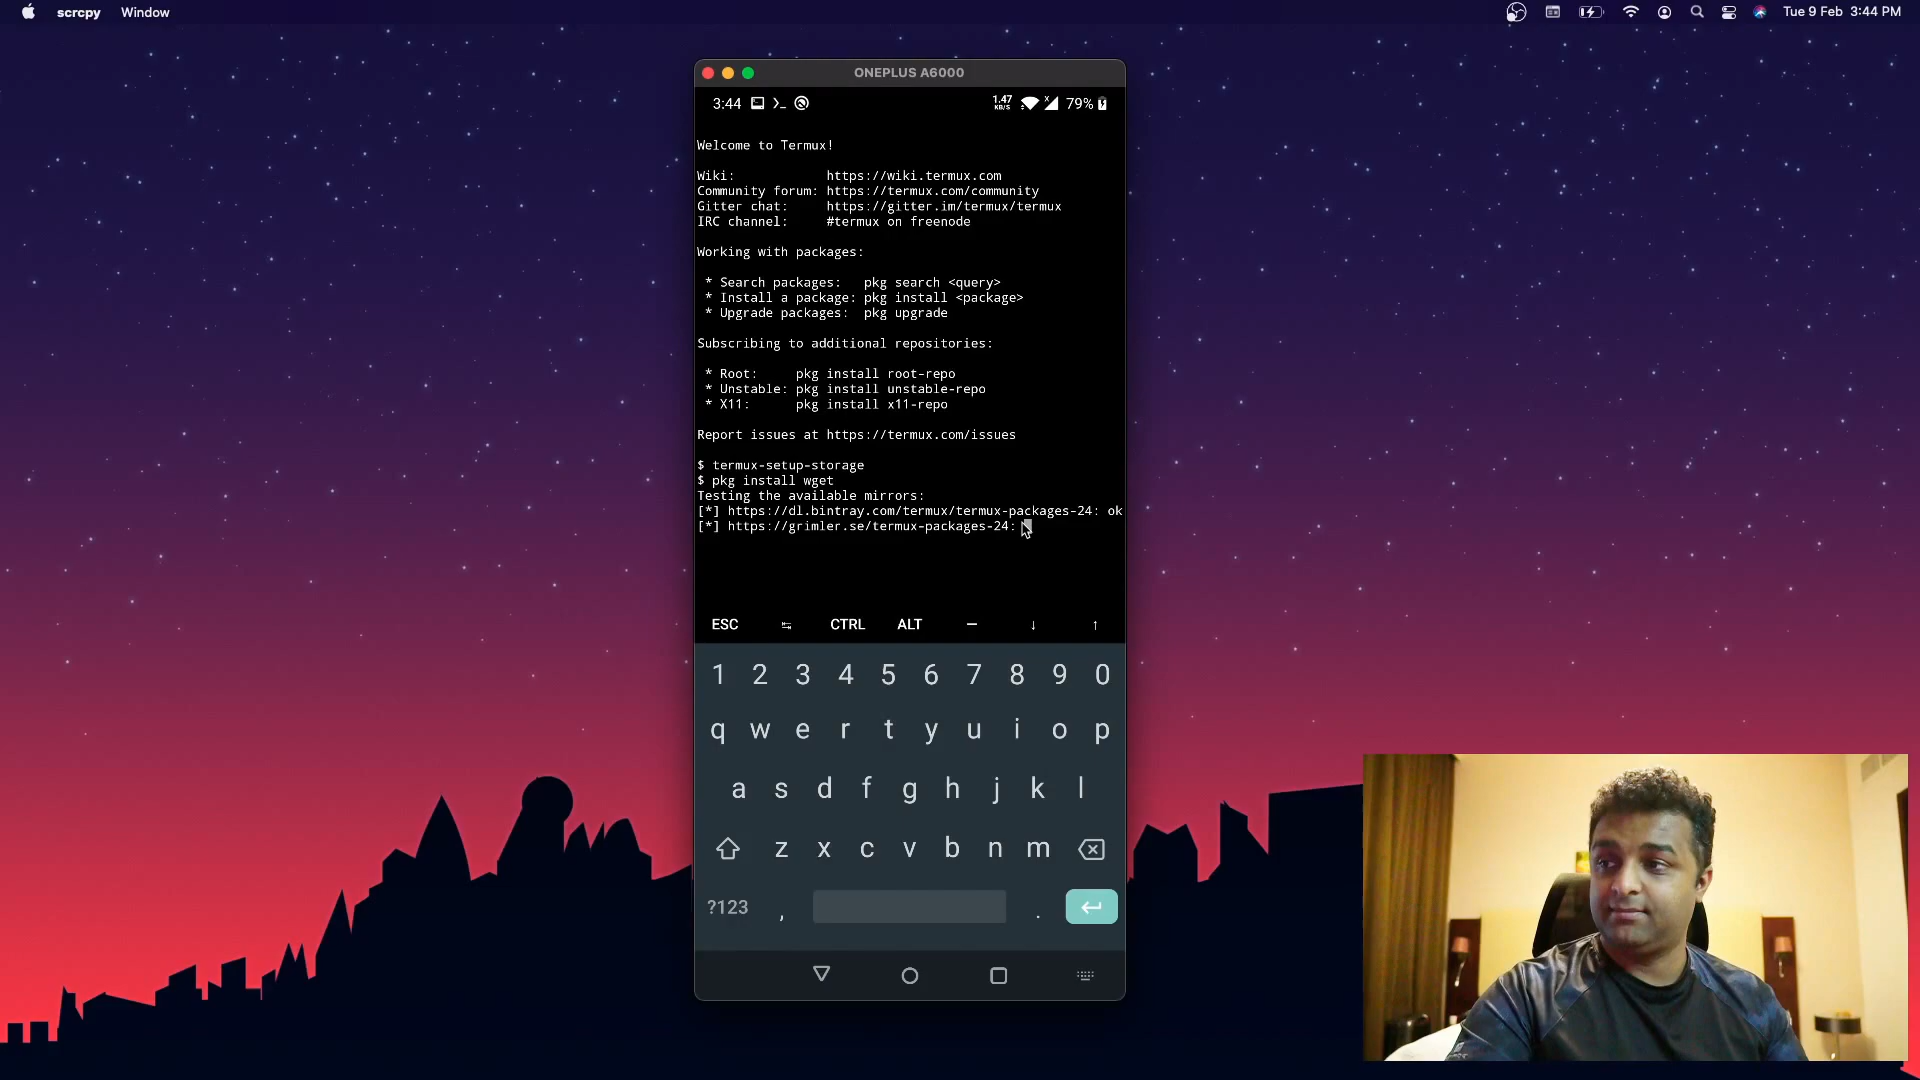 scrcpy Window Tue 9 Feb 3:44 PM
ONEPLUS A6000
3:44 1.47 KB/S X 79%
Welcome to Termux!
Wiki: https://wiki.termux.com
Community forum: https://termux.com/community
Gitter chat: https://gitter.im/termux/termux
IRC channel: #termux on freenode
Working with packages:
* Search packages: pkg search <query>
* Install a package: pkg install <package>
* Upgrade packages: pkg upgrade
Subscribing to additional repositories:
* Root: pkg install root-repo
* Unstable: pkg install unstable-repo
* X11: pkg install x11-repo
Report issues at https://termux.com/issues
$ termux-setup-storage
$ pkg install wget
Testing the available mirrors:
[*] https://dl.bintray.com/termux/termux-packages-24: ok
[*] https://grimler.se/termux-packages-24:
ESC ↹ CTRL ALT — ↓ ↑
1 2 3 4 5 6 7 8 9 0
q w e r t y u i o p
a s d f g h j k l
z x c v b n m
?123 , .